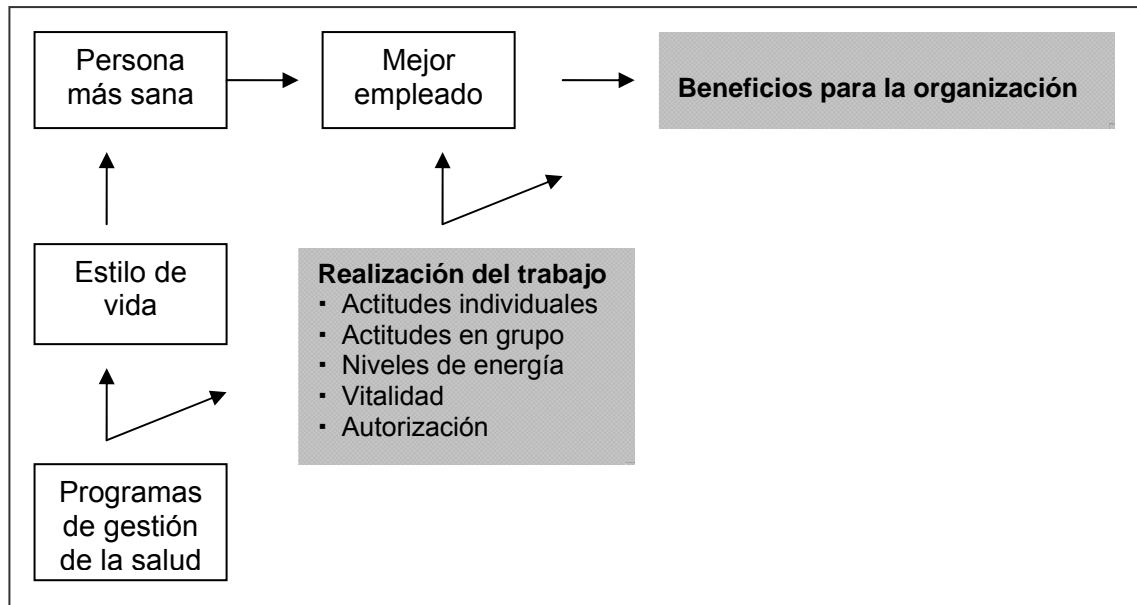 Persona
más sana
Mejor
empleado
Beneficios para la organización
Estilo de
vida
Realización del trabajo
▪ Actitudes individuales
▪ Actitudes en grupo
▪ Niveles de energía
▪ Vitalidad
▪ Autorización
Programas
de gestión
de la salud